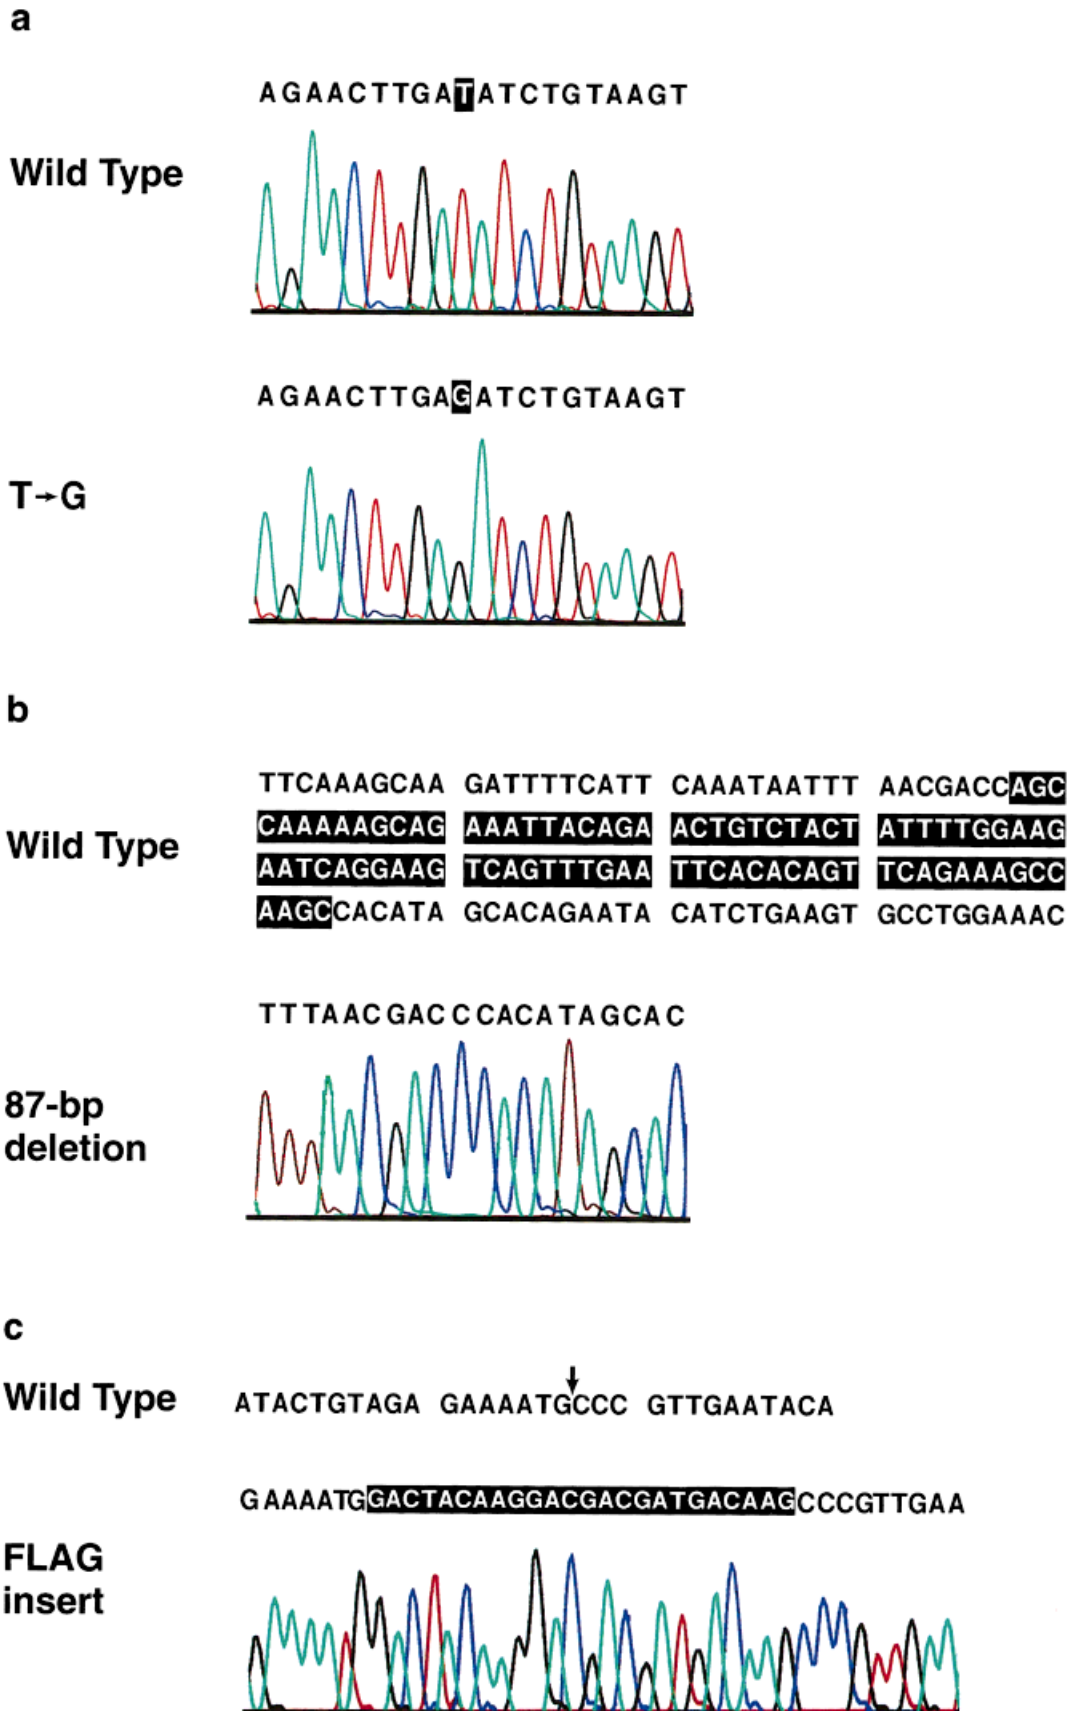 a
AGAACTTGATATCTGTAAGT
Wild Type
AGAACTTGAGATCTGTAAGT
T→G
b
TTCAAAGCAA GATTTTCATT CAAATAATTT AACGACCAGC
Wild Type
CAAAAAGCAG AAATTACAGA ACTGTCTACT ATTTTGGAAG
AATCAGGAAG TCAGTTTGAA TTCACACAGT TCAGAAAGCC
AAGCCACATA GCACAGAATA CATCTGAAGT GCCTGGAAAC
TTTAACGACCCACATAGCAC
87-bp
deletion
c
Wild Type
ATACTGTAGA GAAAATGCCC GTTGAATACA
GAAAATGGACTACAAGGACGACGATGACAAGCCCGTTGAA
FLAG
insert